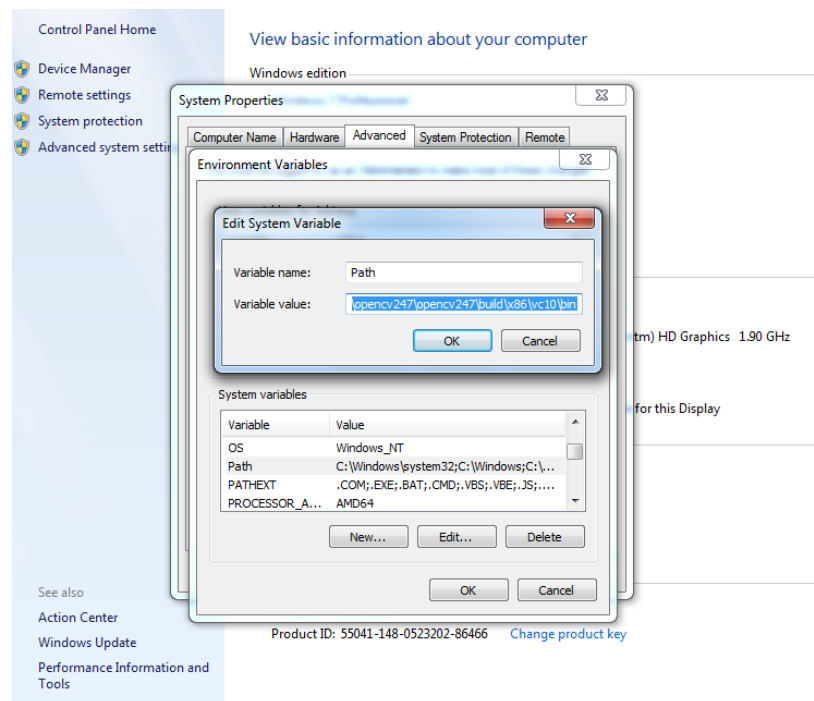 Control Panel Home
Device Manager
Remote settings
System protection
Advanced system settin
View basic information about your computer
Windows edition
System Properties
Computer Name
Hardware
Advanced
System Protection
Remote
Environment Variables
Edit System Variable
Variable name:
Path
Variable value:
\opencv247\opencv247\build\x86\vc10\bin
OK
Cancel
tm) HD Graphics 1.90 GHz
for this Display
System variables
Variable Value
OS Windows_NT
Path C:\Windows\system32;C:\Windows;C:\...
PATHEXT .COM;.EXE;.BAT;.CMD;.VBS;.VBE;.JS;....
PROCESSOR_A... AMD64
New...
Edit...
Delete
OK
Cancel
See also
Action Center
Windows Update
Performance Information and
Tools
Product ID: 55041-148-0523202-86466
Change product key